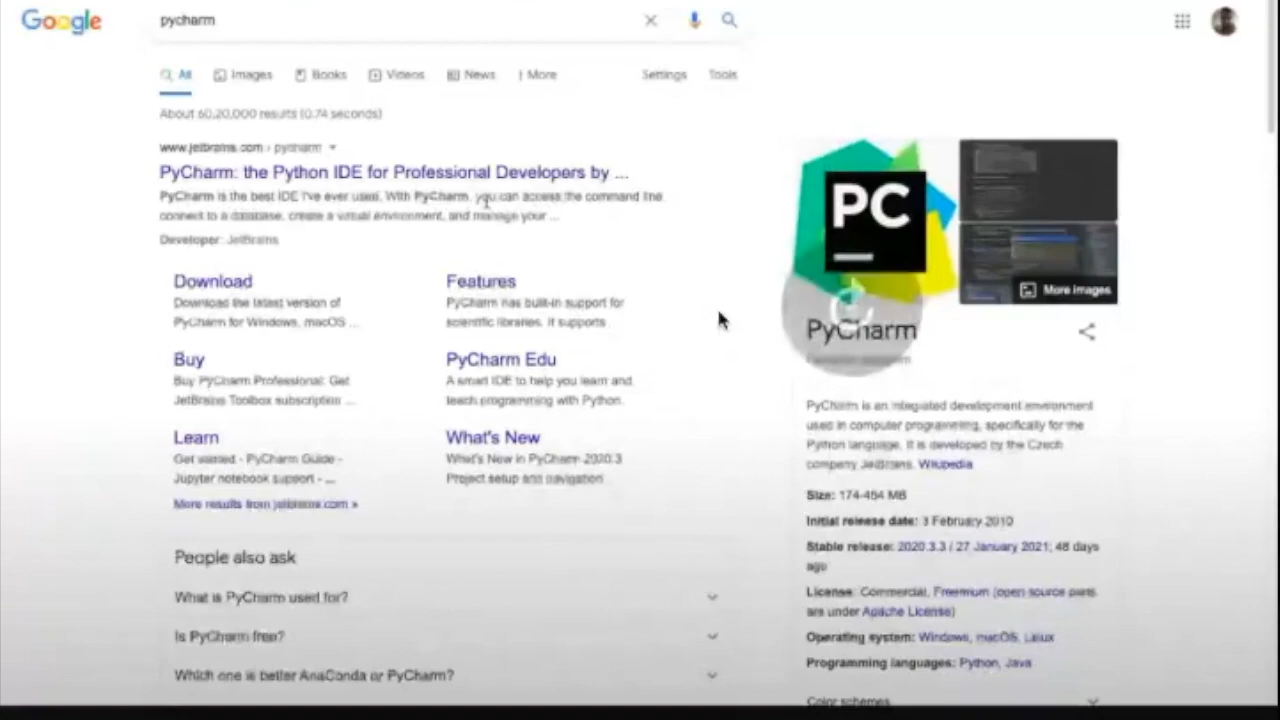 Google
pycharm
All Images Books Videos News More Settings Tools
About 60,20,000 results (0.74 seconds)
www.jetbrains.com › pycharm
PyCharm: the Python IDE for Professional Developers by ...
PyCharm is the best IDE I've ever used. With PyCharm, you can access the command line
connect to a database, create a virtual environment, and manage your ...
Developer: JetBrains
Download
Download the latest version of
PyCharm for Windows, macOS ...
Features
PyCharm has built-in support for
scientific libraries. It supports
Buy
Buy PyCharm Professional: Get
JetBrains Toolbox subscription ...
PyCharm Edu
A smart IDE to help you learn and
teach programming with Python.
Learn
Get started - PyCharm Guide -
Jupyter notebook support - ...
What's New
What's New in PyCharm 2020.3
Project setup and navigation
More results from jetbrains.com »
People also ask
What is PyCharm used for?
Is PyCharm free?
Which one is better AnaConda or PyCharm?
PC
More images
PyCharm
PyCharm is an integrated development environment
used in computer programming, specifically for the
Python language. It is developed by the Czech
company JetBrains. Wikipedia
Size: 174-454 MB
Initial release date: 3 February 2010
Stable release: 2020.3.3 / 27 January 2021; 48 days
ago
License: Commercial, Freemium (open source parts
are under Apache License)
Operating system: Windows, macOS, Linux
Programming languages: Python, Java
Color schemes